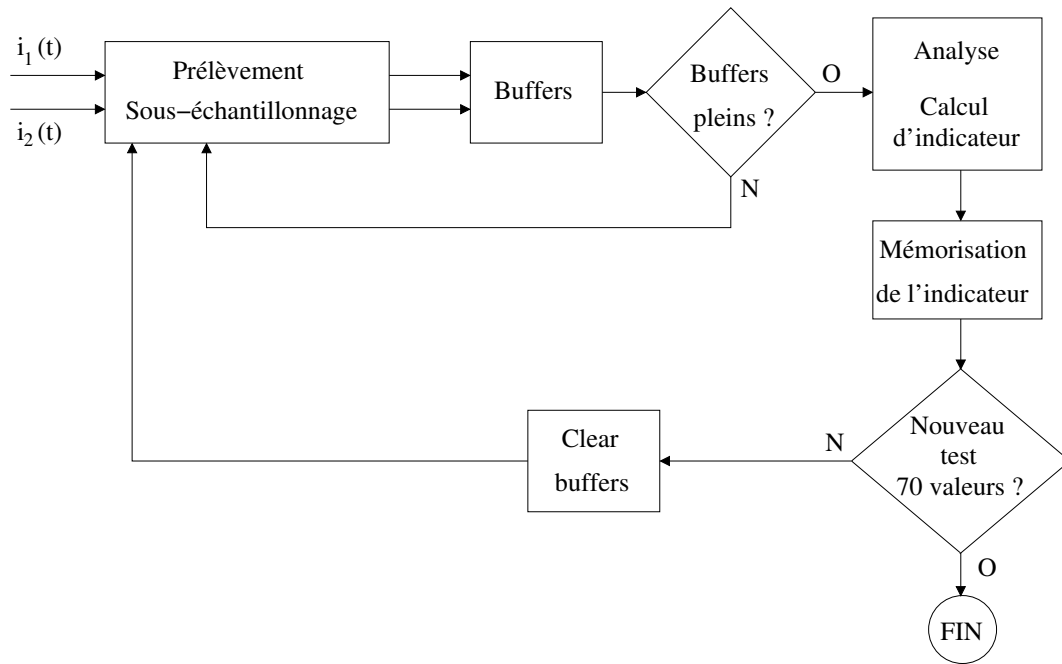 i1(t)
i2(t)
Prélèvement
Sous−échantillonnage
Buffers
Buffers
pleins ?
O
N
Analyse
Calcul
d'indicateur
Mémorisation
de l'indicateur
Nouveau
test
70 valeurs ?
N
Clear
buffers
O
FIN